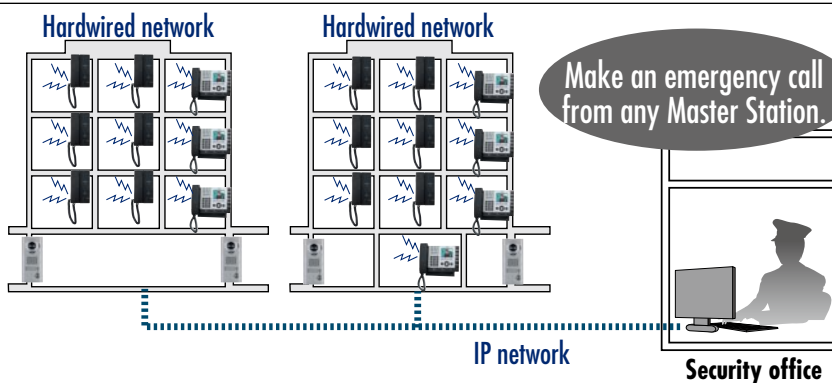 Hardwired network
Hardwired network
Make an emergency call
from any Master Station.
IP network
Security office